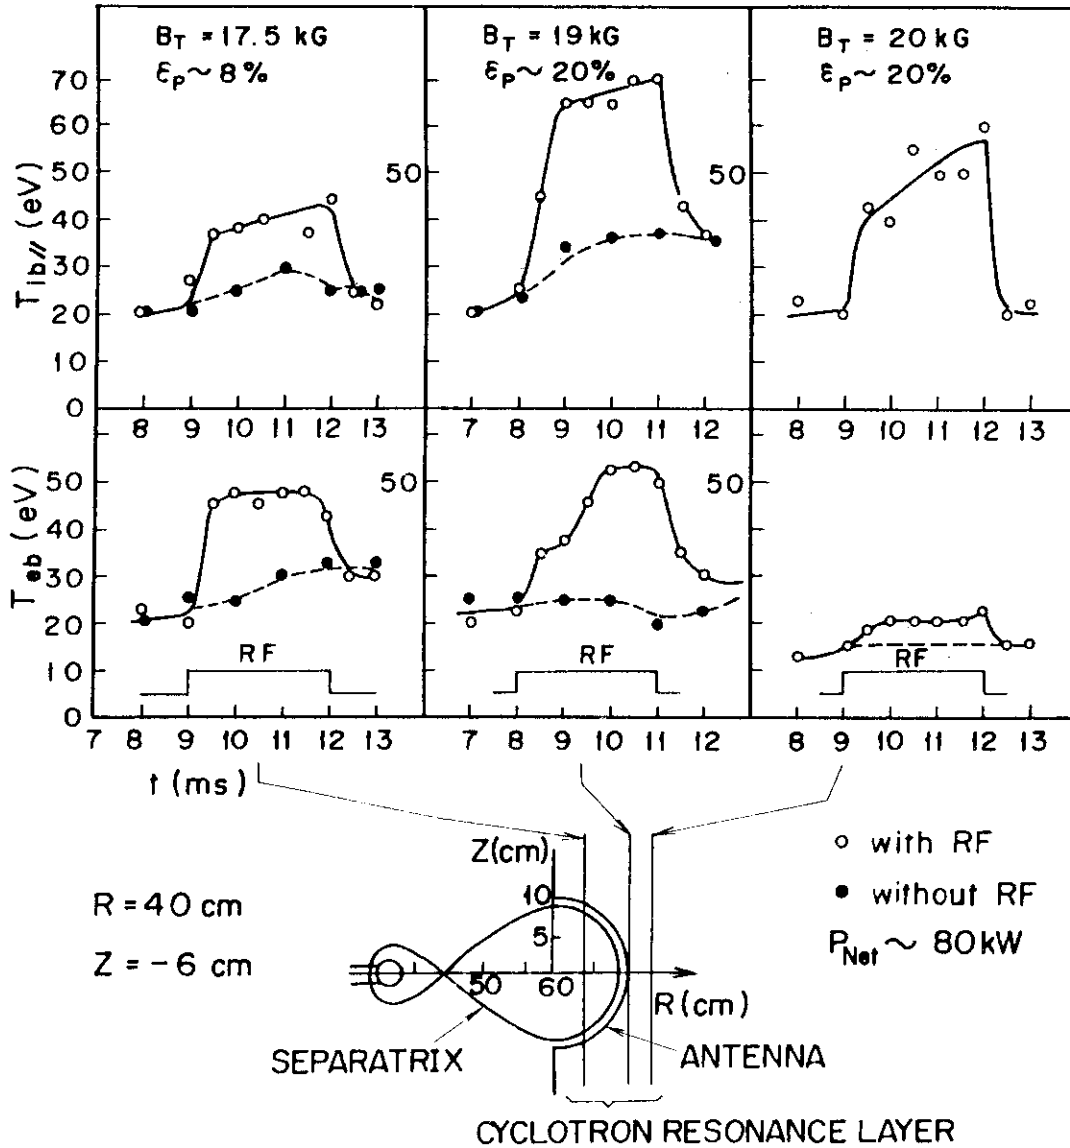 B_T = 17.5 kG
ε_P ~ 8%
B_T = 19 kG
ε_P ~ 20%
B_T = 20 kG
ε_P ~ 20%
T_ib// (eV)
70
60
50
40
30
20
10
0
50
50
8 9 10 11 12 13
7 8 9 10 11 12
8 9 10 11 12 13
T_eb (eV)
50
40
30
20
10
0
50
50
RF
RF
RF
7 8 9 10 11 12 13
7 8 9 10 11 12
8 9 10 11 12 13
t (ms)
Z(cm)
10
5
50
60
R(cm)
R = 40 cm
Z = -6 cm
○ with RF
● without RF
P_Net ~ 80 kW
SEPARATRIX
ANTENNA
CYCLOTRON RESONANCE LAYER